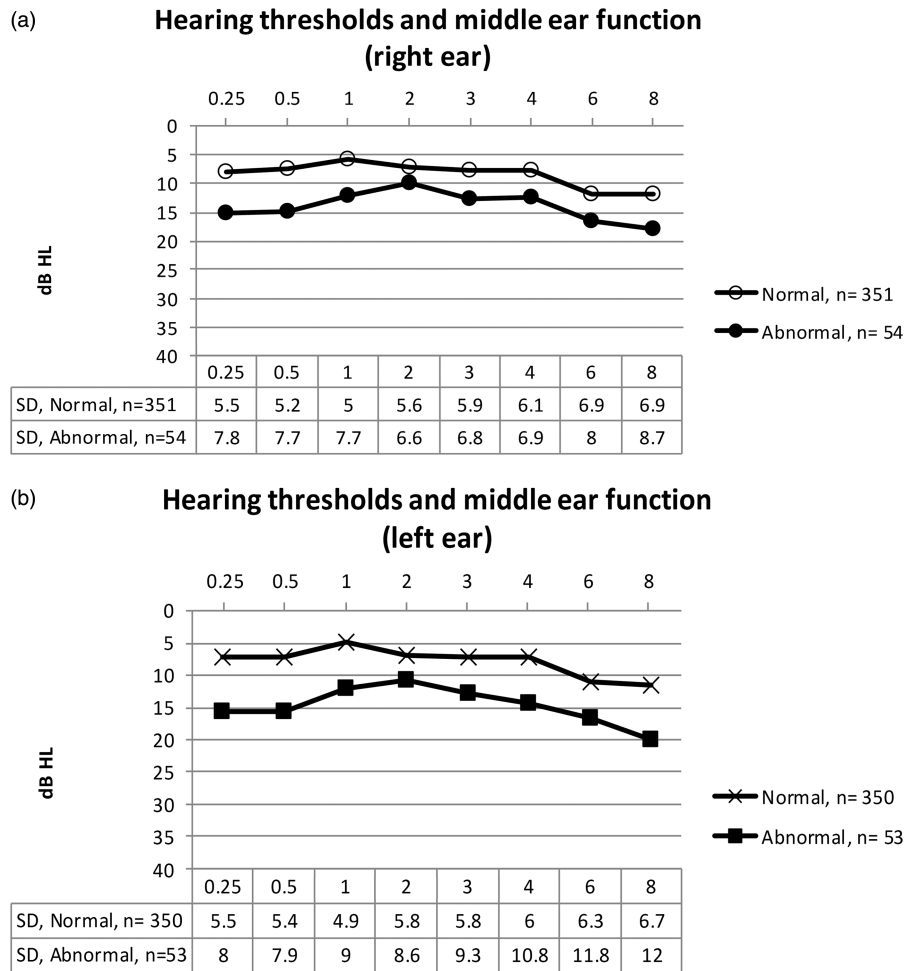 (a)
Hearing thresholds and middle ear function
(right ear)
0.25 0.5 1 2 3 4 6 8
0
5
10
15
20
25
30
35
40
dB HL
Normal, n= 351
Abnormal, n= 54
0.25 0.5 1 2 3 4 6 8
SD, Normal, n=351 5.5 5.2 5 5.6 5.9 6.1 6.9 6.9
SD, Abnormal, n=54 7.8 7.7 7.7 6.6 6.8 6.9 8 8.7
(b)
Hearing thresholds and middle ear function
(left ear)
0.25 0.5 1 2 3 4 6 8
0
5
10
15
20
25
30
35
40
dB HL
Normal, n= 350
Abnormal, n= 53
0.25 0.5 1 2 3 4 6 8
SD, Normal, n= 350 5.5 5.4 4.9 5.8 5.8 6 6.3 6.7
SD, Abnormal, n=53 8 7.9 9 8.6 9.3 10.8 11.8 12